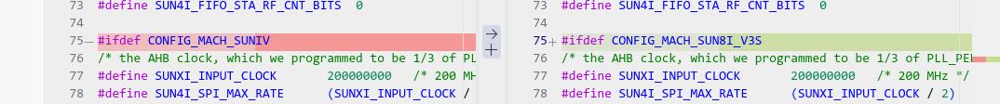 73 #define SUN4I_FIFO_STA_RF_CNT_BITS 0
74
75 #ifdef CONFIG_MACH_SUNIV
76 /* the AHB clock, which we programmed to be 1/3 of PL
77 #define SUNXI_INPUT_CLOCK 200000000 /* 200 MH
78 #define SUN4I_SPI_MAX_RATE (SUNXI_INPUT_CLOCK /
73 #define SUN4I_FIFO_STA_RF_CNT_BITS 0
74
75 #ifdef CONFIG_MACH_SUN8I_V3S
76 /* the AHB clock, which we programmed to be 1/3 of PLL_PE
77 #define SUNXI_INPUT_CLOCK 200000000 /* 200 MHz */
78 #define SUN4I_SPI_MAX_RATE (SUNXI_INPUT_CLOCK / 2)